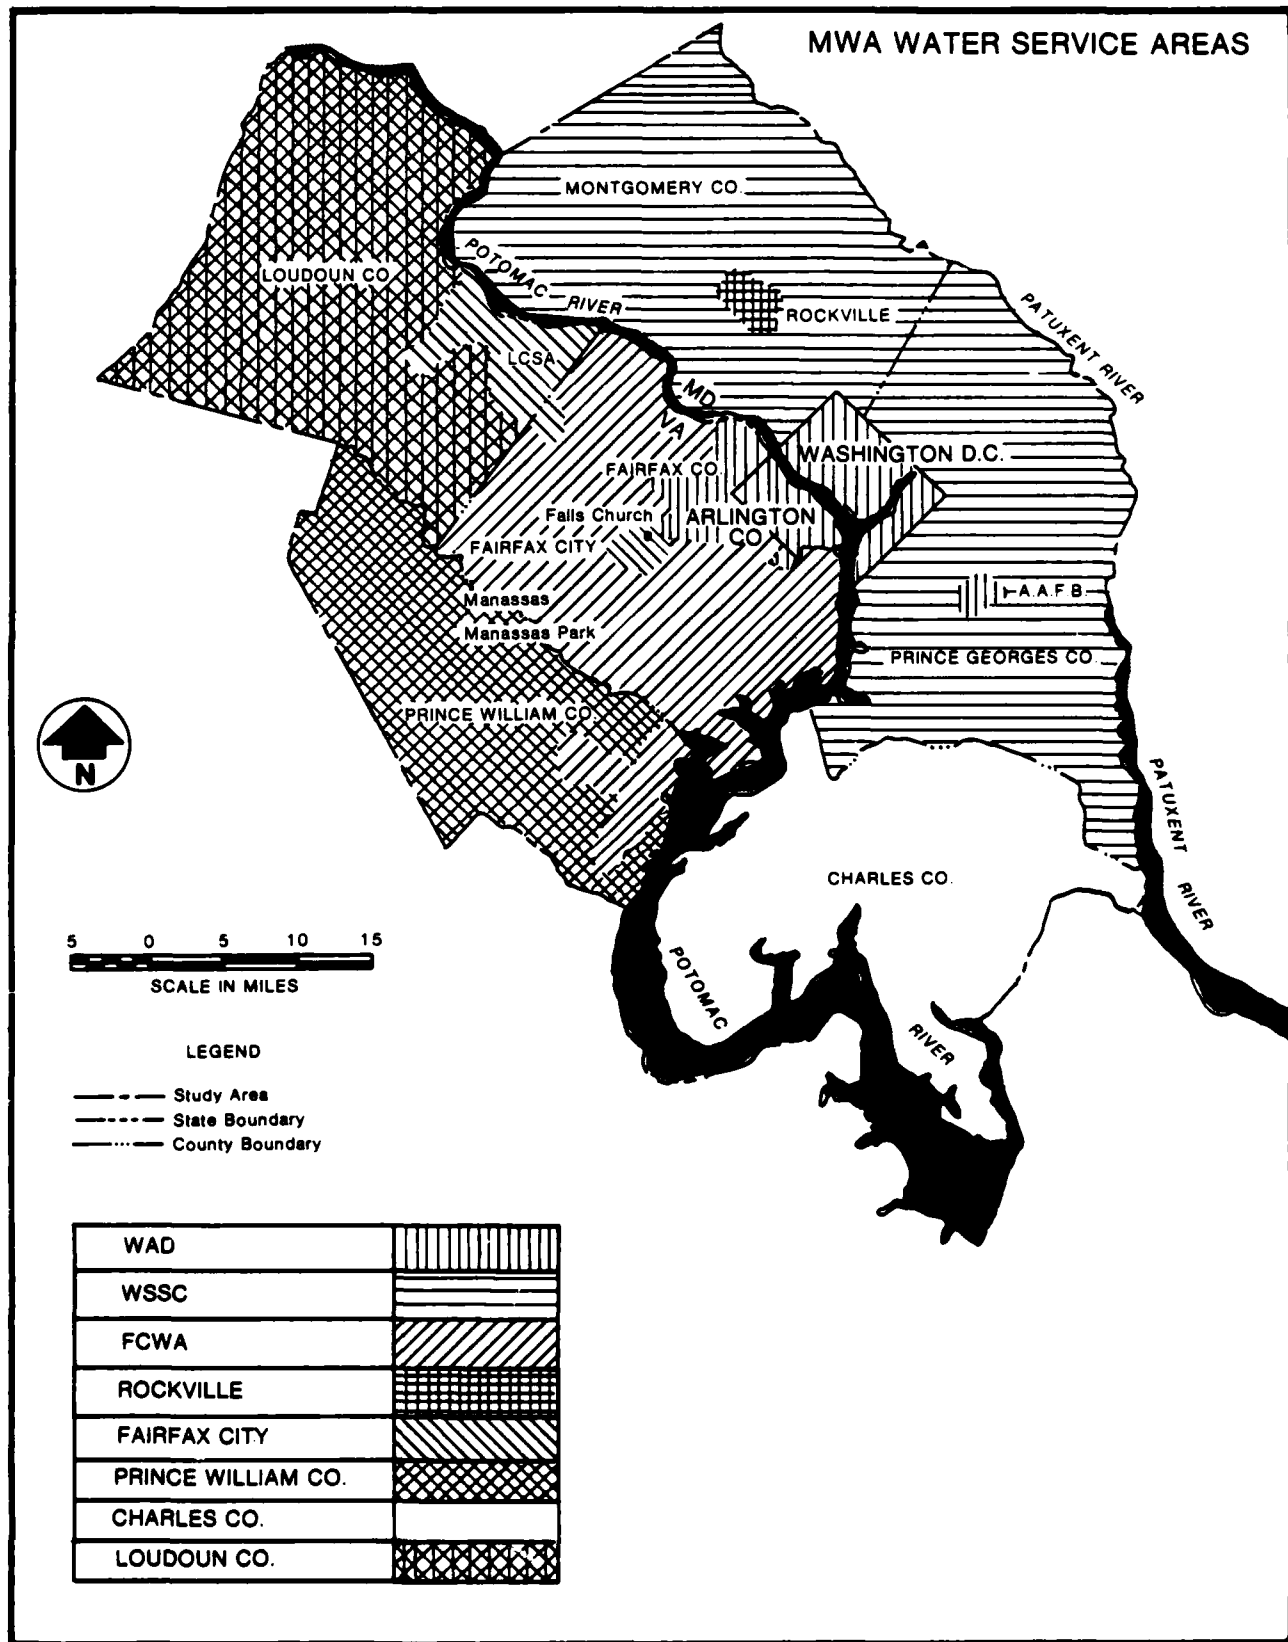 MWA WATER SERVICE AREAS
MONTGOMERY CO.
LOUDOUN CO.
POTOMAC RIVER
ROCKVILLE
PATUXENT RIVER
LCSA
MD
VA
WASHINGTON D.C.
FAIRFAX CO.
Falls Church
ARLINGTON
CO.
FAIRFAX CITY
A.A.F.B.
Manassas
Manassas Park
PRINCE GEORGES CO.
PRINCE WILLIAM CO.
N
PATUXENT
RIVER
CHARLES CO.
POTOMAC
RIVER
5 0 5 10 15
SCALE IN MILES
LEGEND
Study Area
State Boundary
County Boundary
WAD
WSSC
FCWA
ROCKVILLE
FAIRFAX CITY
PRINCE WILLIAM CO.
CHARLES CO.
LOUDOUN CO.